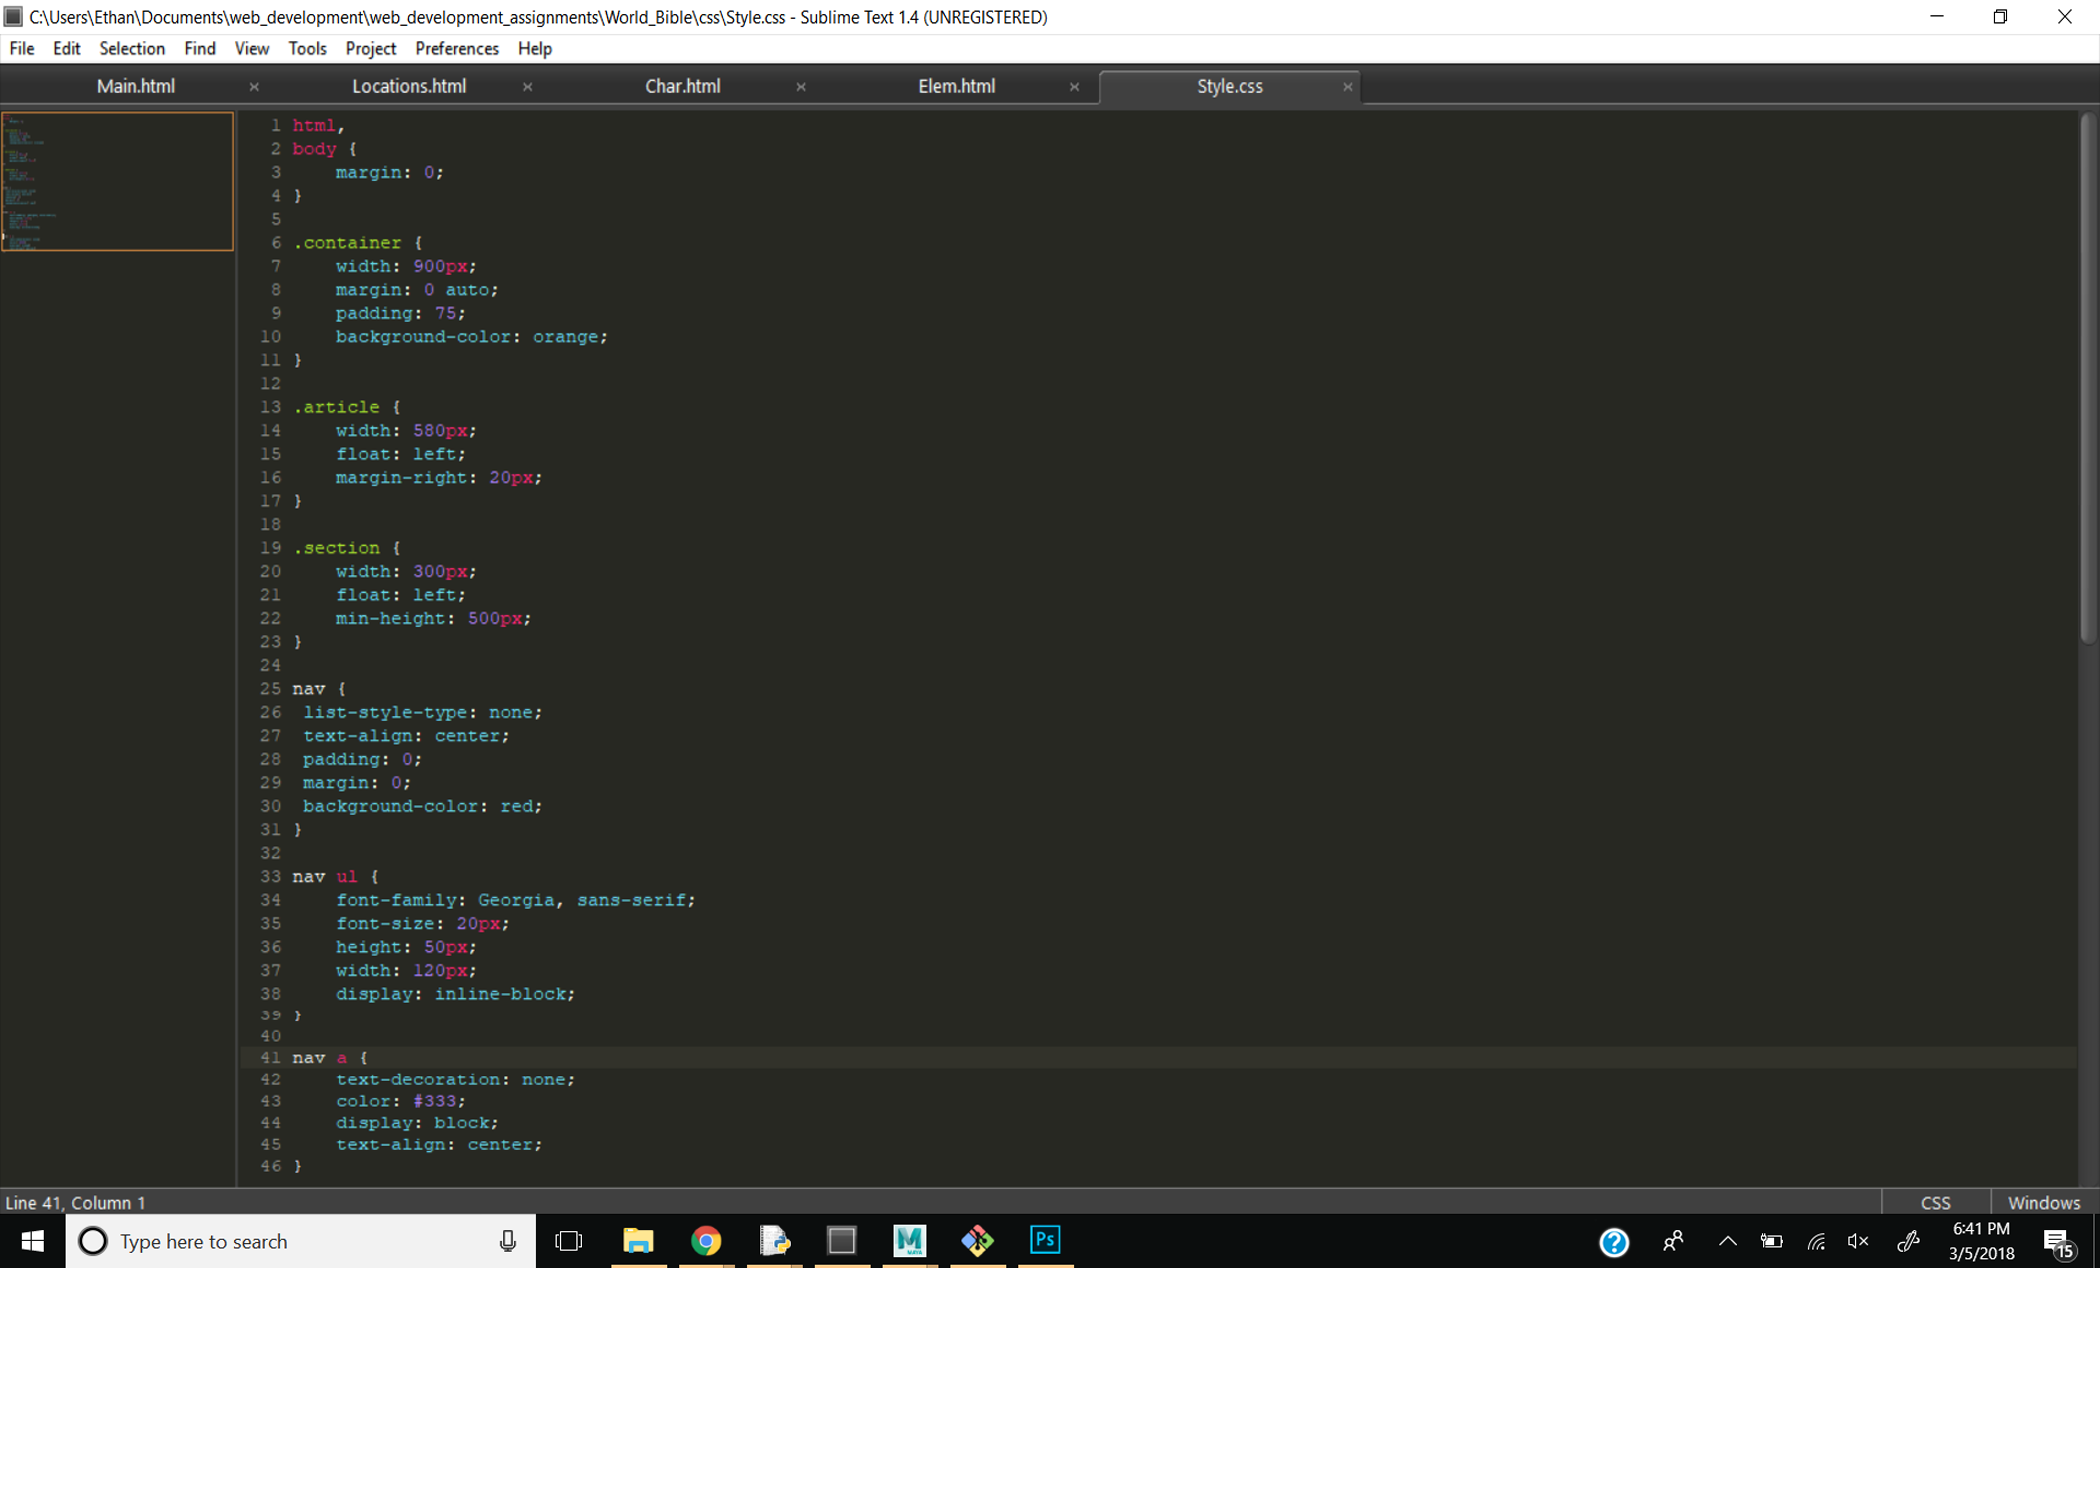 C:\Users\Ethan\Documents\web_development\web_development_assignments\World_Bible\css\Style.css - Sublime Text 1.4 (UNREGISTERED)
File Edit Selection Find View Tools Project Preferences Help
Main.html × Locations.html × Char.html × Elem.html × Style.css ×
1 html,
2 body {
3     margin: 0;
4 }
5
6 .container {
7     width: 900px;
8     margin: 0 auto;
9     padding: 75;
10     background-color: orange;
11 }
12
13 .article {
14     width: 580px;
15     float: left;
16     margin-right: 20px;
17 }
18
19 .section {
20     width: 300px;
21     float: left;
22     min-height: 500px;
23 }
24
25 nav {
26  list-style-type: none;
27  text-align: center;
28  padding: 0;
29  margin: 0;
30  background-color: red;
31 }
32
33 nav ul {
34     font-family: Georgia, sans-serif;
35     font-size: 20px;
36     height: 50px;
37     width: 120px;
38     display: inline-block;
39 }
40
41 nav a {
42     text-decoration: none;
43     color: #333;
44     display: block;
45     text-align: center;
46 }
Line 41, Column 1 CSS Windows
Type here to search
M
MAYA
Ps
?
6:41 PM
3/5/2018
15